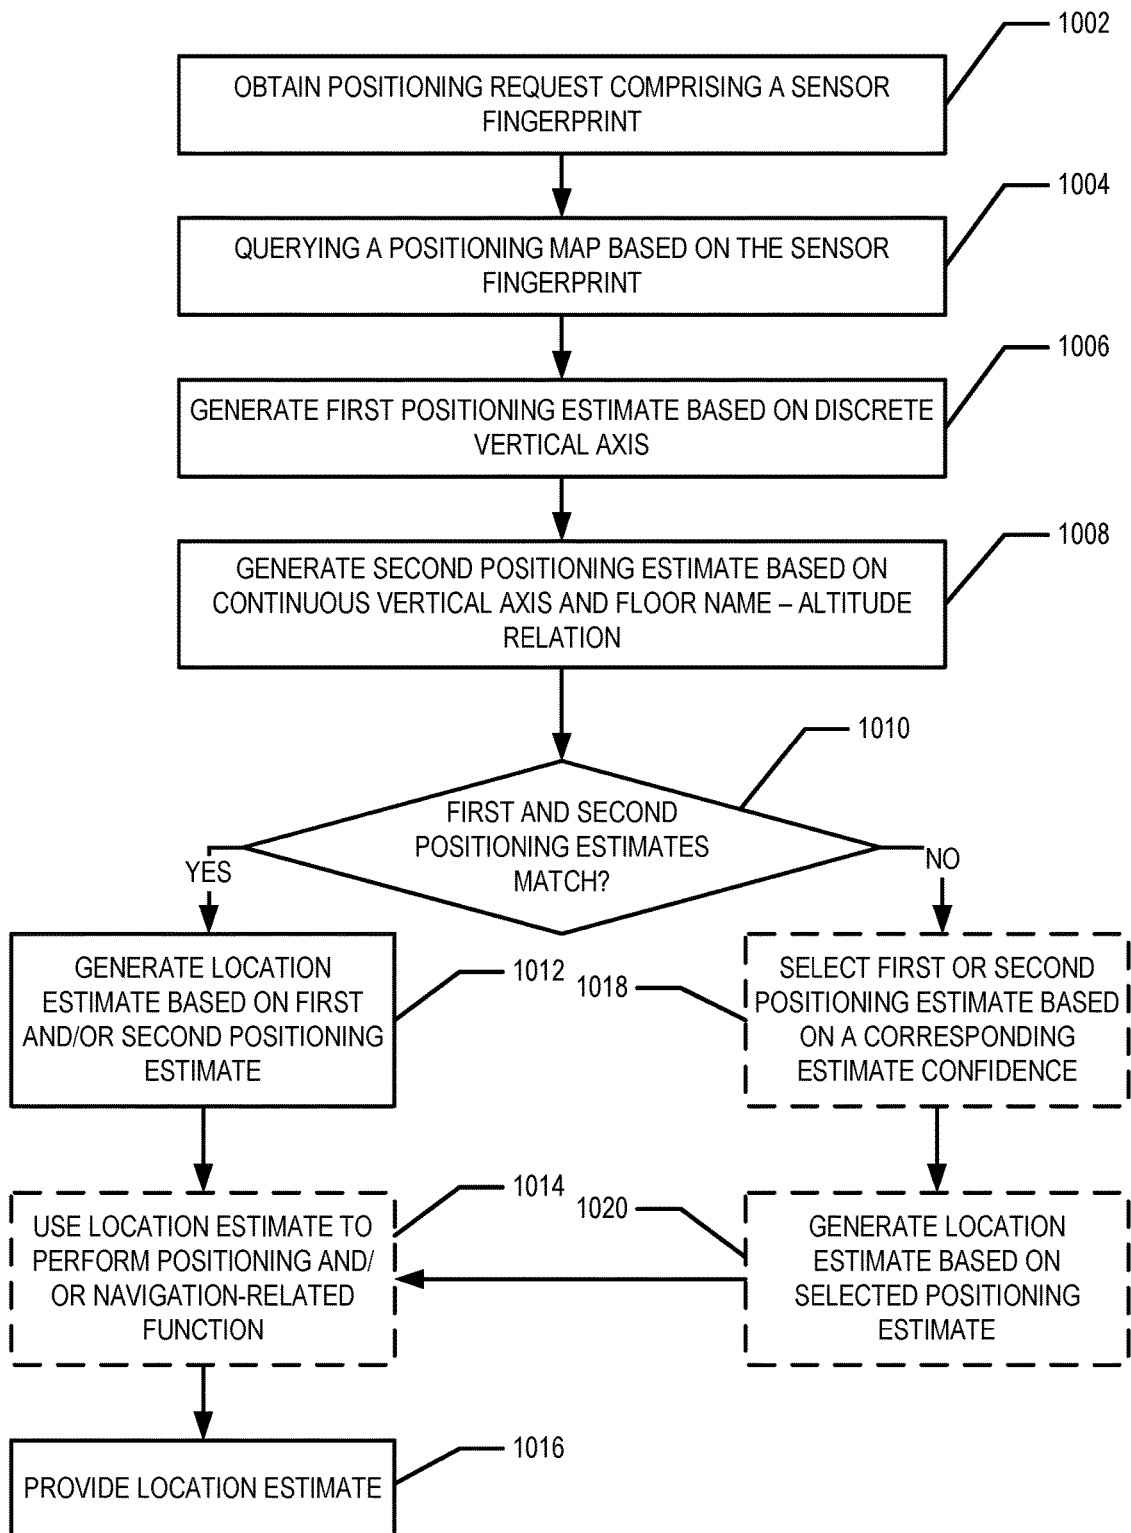 1002
OBTAIN POSITIONING REQUEST COMPRISING A SENSOR
FINGERPRINT
1004
QUERYING A POSITIONING MAP BASED ON THE SENSOR
FINGERPRINT
1006
GENERATE FIRST POSITIONING ESTIMATE BASED ON DISCRETE
VERTICAL AXIS
1008
GENERATE SECOND POSITIONING ESTIMATE BASED ON
CONTINUOUS VERTICAL AXIS AND FLOOR NAME – ALTITUDE
RELATION
1010
FIRST AND SECOND
POSITIONING ESTIMATES
MATCH?
YES
NO
GENERATE LOCATION
ESTIMATE BASED ON FIRST
AND/OR SECOND POSITIONING
ESTIMATE
1012
1018
SELECT FIRST OR SECOND
POSITIONING ESTIMATE BASED
ON A CORRESPONDING
ESTIMATE CONFIDENCE
USE LOCATION ESTIMATE TO
PERFORM POSITIONING AND/
OR NAVIGATION-RELATED
FUNCTION
1014
1020
GENERATE LOCATION
ESTIMATE BASED ON
SELECTED POSITIONING
ESTIMATE
1016
PROVIDE LOCATION ESTIMATE